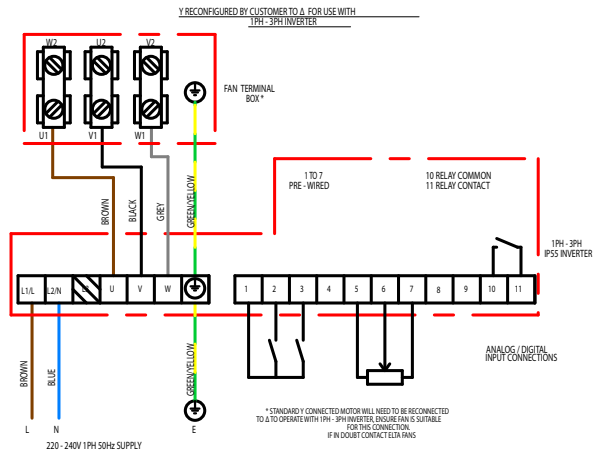 Y RECONFIGURED BY CUSTOMER TO Δ FOR USE WITH
1PH - 3PH INVERTER
W2 U2 V2
U1 V1 W1
FAN TERMINAL
BOX *
BROWN
BLACK
GREY
GREEN/YELLOW
1 TO 7
PRE - WIRED
10 RELAY COMMON
11 RELAY CONTACT
1PH - 3PH
IP55 INVERTER
L1/L L2/N L3 U V W
1 2 3 4 5 6 7 8 9 10 11
BROWN
BLUE
GREEN/YELLOW
ANALOG / DIGITAL
INPUT CONNECTIONS
L N E
220 - 240V 1PH 50Hz SUPPLY
* STANDARD Y CONNECTED MOTOR WILL NEED TO BE RECONNECTED
TO Δ TO OPERATE WITH 1PH - 3PH INVERTER, ENSURE FAN IS SUITABLE
FOR THIS CONNECTION.
IF IN DOUBT CONTACT ELTA FANS